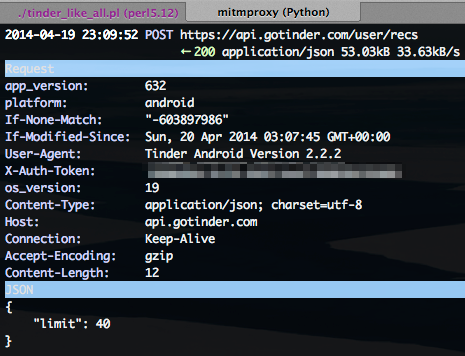 ./tinder_like_all.pl (perl5.12) mitmproxy (Python)
2014-04-19 23:09:52 POST https://api.gotinder.com/user/recs
← 200 application/json 53.03kB 33.63kB/s
Request
app_version: 632
platform: android
If-None-Match: "-603897986"
If-Modified-Since: Sun, 20 Apr 2014 03:07:45 GMT+00:00
User-Agent: Tinder Android Version 2.2.2
X-Auth-Token:
os_version: 19
Content-Type: application/json; charset=utf-8
Host: api.gotinder.com
Connection: Keep-Alive
Accept-Encoding: gzip
Content-Length: 12
JSON
{
"limit": 40
}